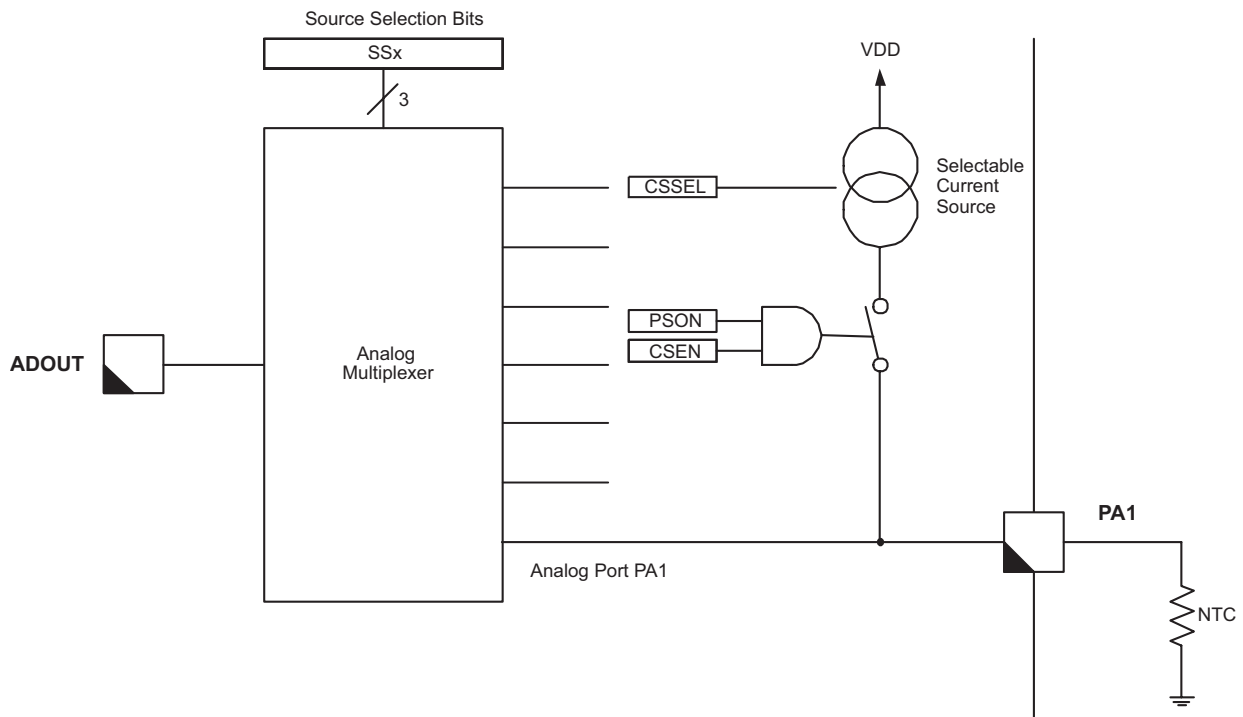 Source Selection Bits
SSx
3
VDD
CSSEL
Selectable
Current
Source
PSON
CSEN
ADOUT
Analog
Multiplexer
PA1
Analog Port PA1
NTC